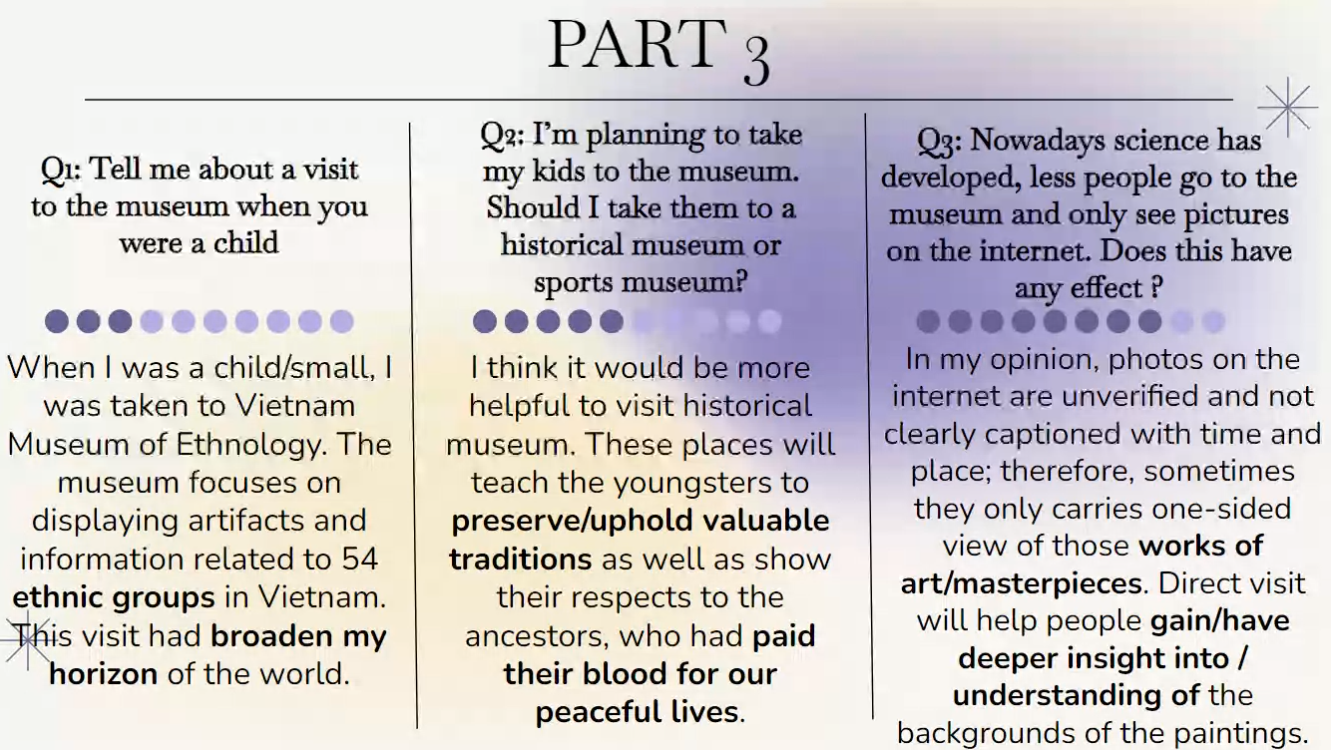 PART 3
Q1: Tell me about a visit
to the museum when you
were a child
When I was a child/small, I
was taken to Vietnam
Museum of Ethnology. The
museum focuses on
displaying artifacts and
information related to 54
ethnic groups in Vietnam.
This visit had broaden my
horizon of the world.
Q2: I'm planning to take
my kids to the museum.
Should I take them to a
historical museum or
sports museum?
I think it would be more
helpful to visit historical
museum. These places will
teach the youngsters to
preserve/uphold valuable
traditions as well as show
their respects to the
ancestors, who had paid
their blood for our
peaceful lives.
Q3: Nowadays science has
developed, less people go to the
museum and only see pictures
on the internet. Does this have
any effect ?
In my opinion, photos on the
internet are unverified and not
clearly captioned with time and
place; therefore, sometimes
they only carries one-sided
view of those works of
art/masterpieces. Direct visit
will help people gain/have
deeper insight into /
understanding of the
backgrounds of the paintings.